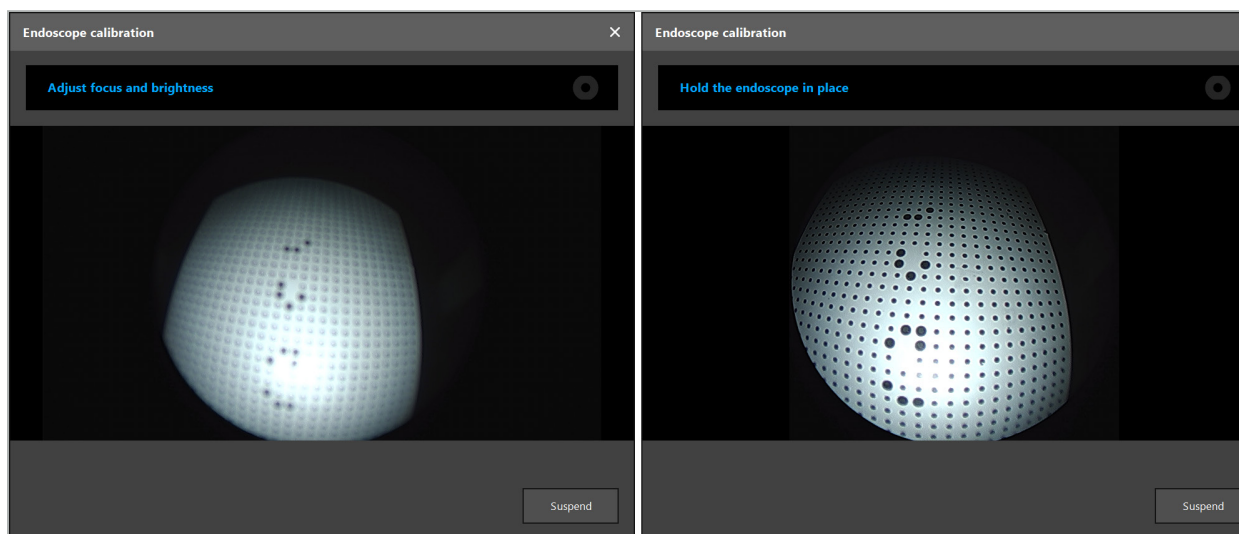 Endoscope calibration
Adjust focus and brightness
Suspend
Endoscope calibration
Hold the endoscope in place
Suspend